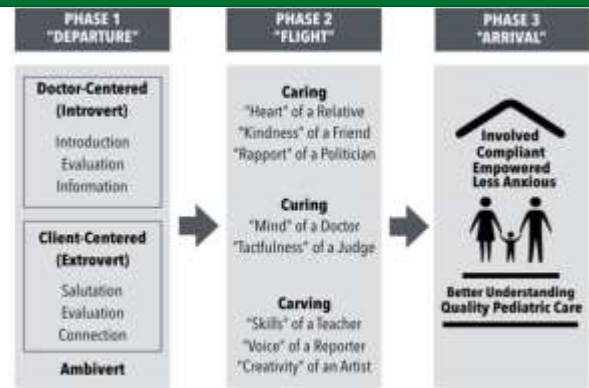 PHASE 1
"DEPARTURE"
Doctor-Centered
(Introvert)
Introduction
Evaluation
Information
Client-Centered
(Extrovert)
Salutation
Evaluation
Connection
Ambivert
PHASE 2
"FLIGHT"
Caring
"Heart" of a Relative
"Kindness" of a Friend
"Rapport" of a Politician
Curing
"Mind" of a Doctor
"Tactfulness" of a Judge
Carving
"Skills" of a Teacher
"Voice" of a Reporter
"Creativity" of an Artist
PHASE 3
"ARRIVAL"
Involved
Compliant
Empowered
Less Anxious
Better Understanding
Quality Pediatric Care